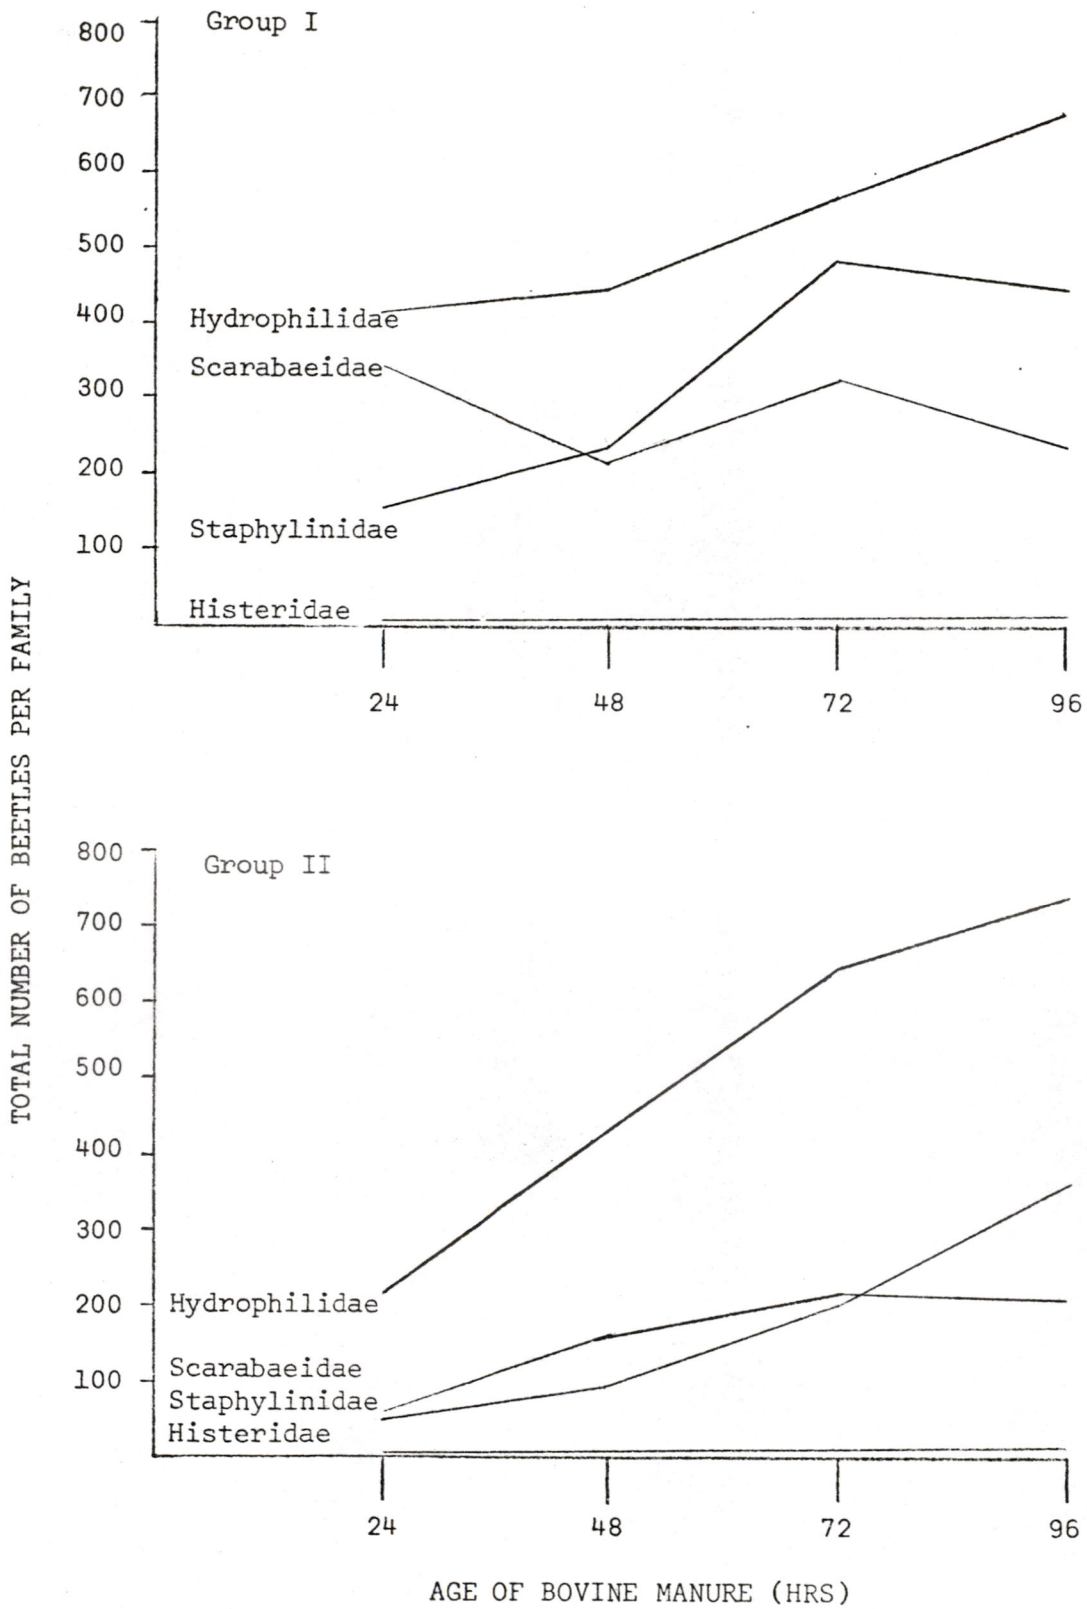 TOTAL NUMBER OF BEETLES PER FAMILY
Group I
800
700
600
500
400
300
200
100
Hydrophilidae
Scarabaeidae
Staphylinidae
Histeridae
24 48 72 96
Group II
800
700
600
500
400
300
200
100
Hydrophilidae
Scarabaeidae
Staphylinidae
Histeridae
24 48 72 96
AGE OF BOVINE MANURE (HRS)